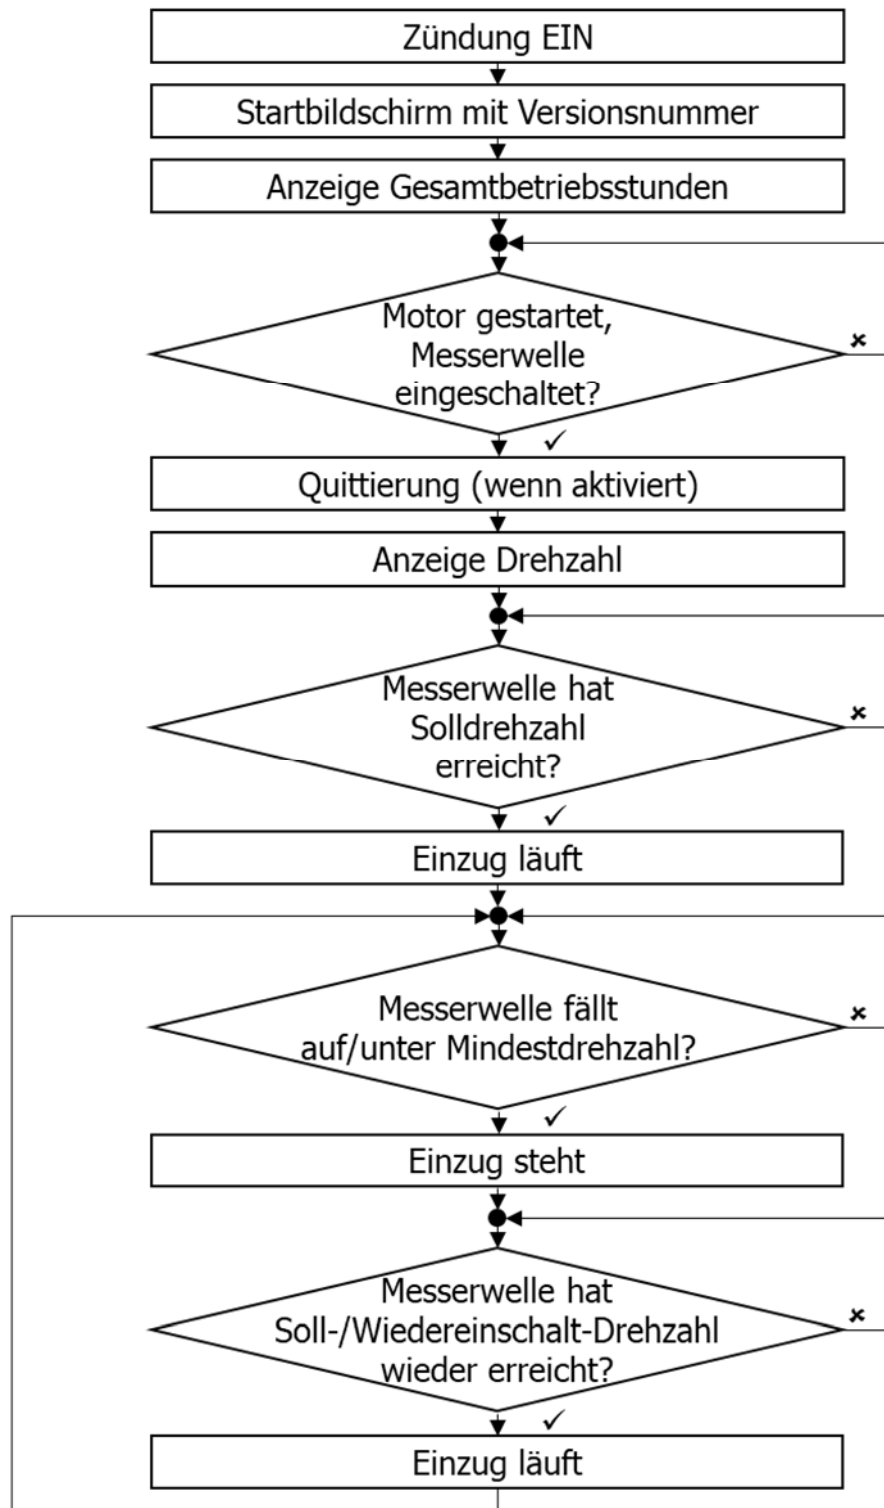 Zündung EIN
Startbildschirm mit Versionsnummer
Anzeige Gesamtbetriebsstunden
Motor gestartet,
Messerwelle
eingeschaltet?
Quittierung (wenn aktiviert)
Anzeige Drehzahl
Messerwelle hat
Solldrehzahl
erreicht?
Einzug läuft
Messerwelle fällt
auf/unter Mindestdrehzahl?
Einzug steht
Messerwelle hat
Soll-/Wiedereinschalt-Drehzahl
wieder erreicht?
Einzug läuft